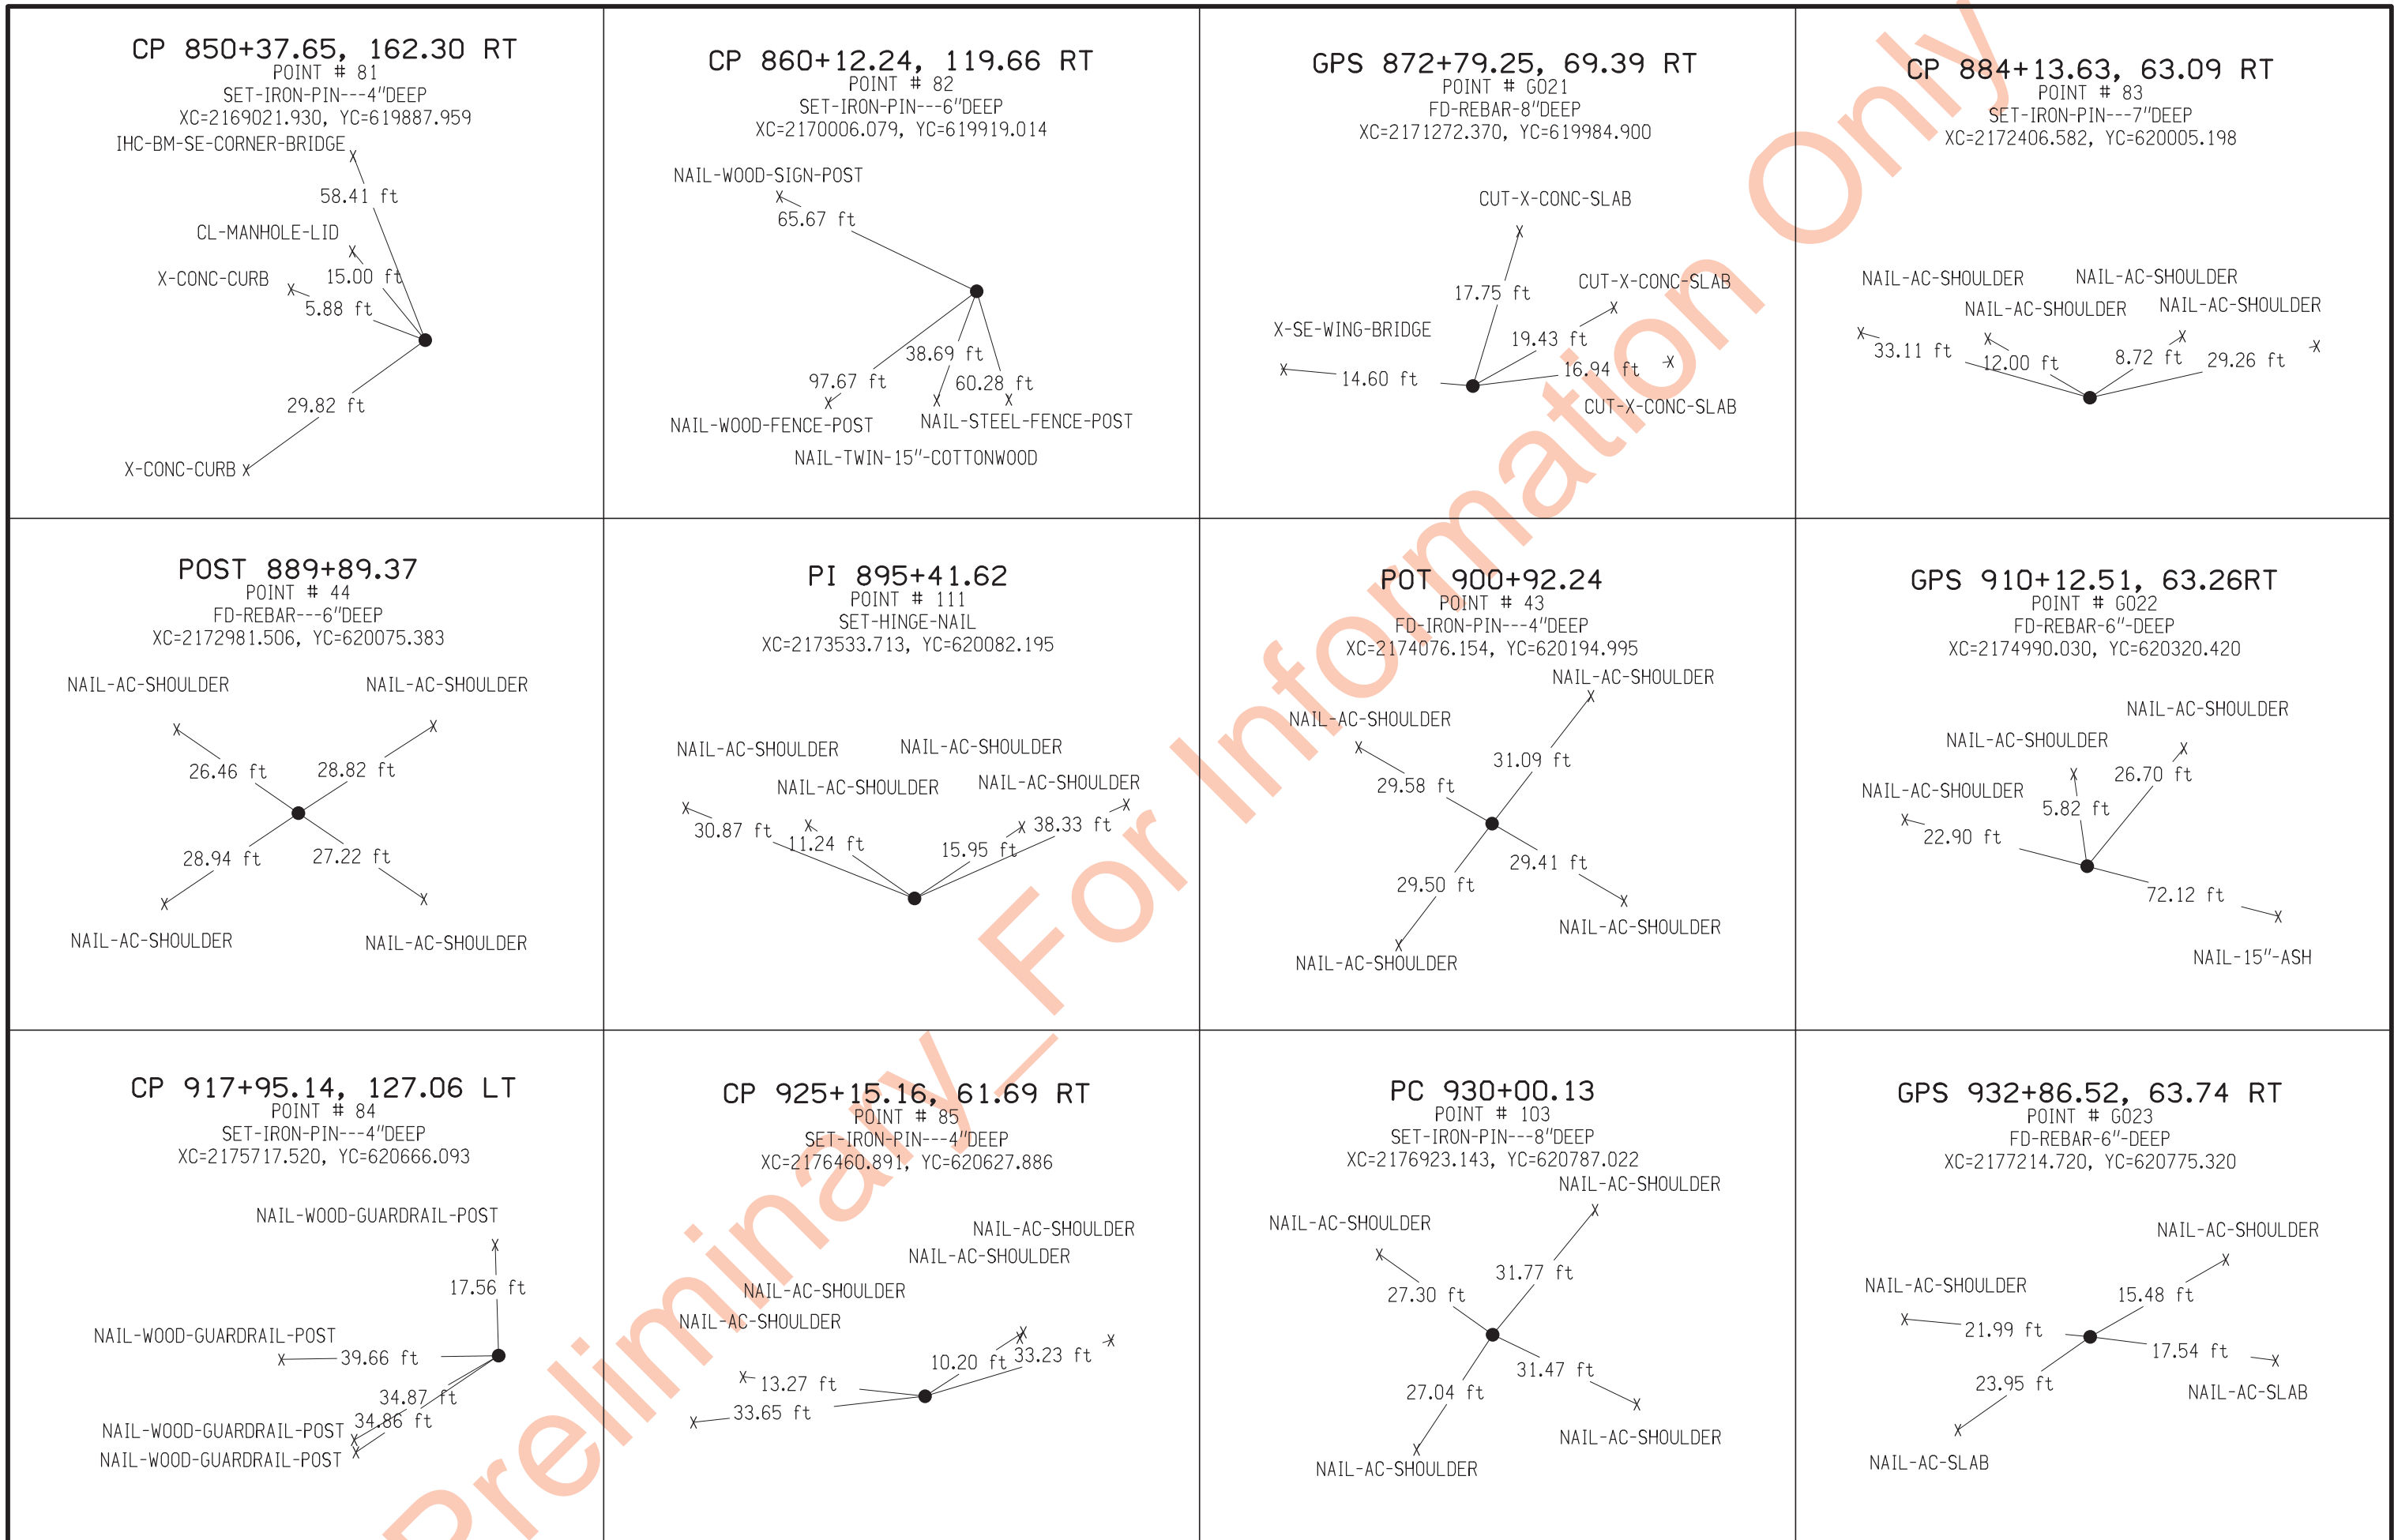 CP 850+37.65, 162.30 RT
POINT # 81
SET-IRON-PIN---4"DEEP
XC=2169021.930, YC=619887.959
IHC-BM-SE-CORNER-BRIDGE
58.41 ft
CL-MANHOLE-LID
X-CONC-CURB
15.00 ft
5.88 ft
29.82 ft
X-CONC-CURB
CP 860+12.24, 119.66 RT
POINT # 82
SET-IRON-PIN---6"DEEP
XC=2170006.079, YC=619919.014
NAIL-WOOD-SIGN-POST
65.67 ft
38.69 ft
97.67 ft
60.28 ft
NAIL-WOOD-FENCE-POST
NAIL-STEEL-FENCE-POST
NAIL-TWIN-15"-COTTONWOOD
GPS 872+79.25, 69.39 RT
POINT # G021
FD-REBAR-8"DEEP
XC=2171272.370, YC=619984.900
CUT-X-CONC-SLAB
17.75 ft
CUT-X-CONC-SLAB
X-SE-WING-BRIDGE
19.43 ft
16.94 ft
14.60 ft
CUT-X-CONC-SLAB
CP 884+13.63, 63.09 RT
POINT # 83
SET-IRON-PIN---7"DEEP
XC=2172406.582, YC=620005.198
NAIL-AC-SHOULDER
NAIL-AC-SHOULDER
NAIL-AC-SHOULDER
NAIL-AC-SHOULDER
33.11 ft
12.00 ft
8.72 ft
29.26 ft
POST 889+89.37
POINT # 44
FD-REBAR---6"DEEP
XC=2172981.506, YC=620075.383
NAIL-AC-SHOULDER
NAIL-AC-SHOULDER
26.46 ft
28.82 ft
28.94 ft
27.22 ft
NAIL-AC-SHOULDER
NAIL-AC-SHOULDER
PI 895+41.62
POINT # 111
SET-HINGE-NAIL
XC=2173533.713, YC=620082.195
NAIL-AC-SHOULDER
NAIL-AC-SHOULDER
NAIL-AC-SHOULDER
NAIL-AC-SHOULDER
30.87 ft
11.24 ft
15.95 ft
38.33 ft
POT 900+92.24
POINT # 43
FD-IRON-PIN---4"DEEP
XC=2174076.154, YC=620194.995
NAIL-AC-SHOULDER
NAIL-AC-SHOULDER
31.09 ft
29.58 ft
29.41 ft
29.50 ft
NAIL-AC-SHOULDER
NAIL-AC-SHOULDER
GPS 910+12.51, 63.26RT
POINT # G022
FD-REBAR-6"-DEEP
XC=2174990.030, YC=620320.420
NAIL-AC-SHOULDER
NAIL-AC-SHOULDER
26.70 ft
NAIL-AC-SHOULDER
5.82 ft
22.90 ft
72.12 ft
NAIL-15"-ASH
CP 917+95.14, 127.06 LT
POINT # 84
SET-IRON-PIN---4"DEEP
XC=2175717.520, YC=620666.093
NAIL-WOOD-GUARDRAIL-POST
17.56 ft
NAIL-WOOD-GUARDRAIL-POST
39.66 ft
34.87 ft
34.86 ft
NAIL-WOOD-GUARDRAIL-POST
NAIL-WOOD-GUARDRAIL-POST
CP 925+15.16, 61.69 RT
POINT # 85
SET-IRON-PIN---4"DEEP
XC=2176460.891, YC=620627.886
NAIL-AC-SHOULDER
NAIL-AC-SHOULDER
NAIL-AC-SHOULDER
NAIL-AC-SHOULDER
10.20 ft
33.23 ft
13.27 ft
33.65 ft
PC 930+00.13
POINT # 103
SET-IRON-PIN---8"DEEP
XC=2176923.143, YC=620787.022
NAIL-AC-SHOULDER
NAIL-AC-SHOULDER
31.77 ft
27.30 ft
31.47 ft
27.04 ft
NAIL-AC-SHOULDER
NAIL-AC-SHOULDER
GPS 932+86.52, 63.74 RT
POINT # G023
FD-REBAR-6"-DEEP
XC=2177214.720, YC=620775.320
NAIL-AC-SHOULDER
NAIL-AC-SHOULDER
15.48 ft
21.99 ft
17.54 ft
23.95 ft
NAIL-AC-SLAB
NAIL-AC-SLAB
Preliminary_For Information Only